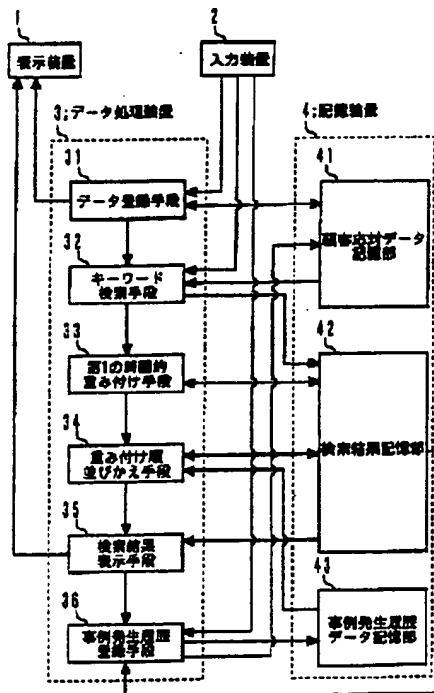 1
表示装置
2
入力装置
3;データ処理装置
4;記憶装置
31
データ登録手段
32
キーワード
検索手段
33
第1の時間的
重み付け手段
34
重み付け順
並びかえ手段
35
検索結果
表示手段
36
事例発生履歴
登録手段
41
顧客応対データ
記憶部
42
検索結果記憶部
43
事例発生履歴
データ記憶部